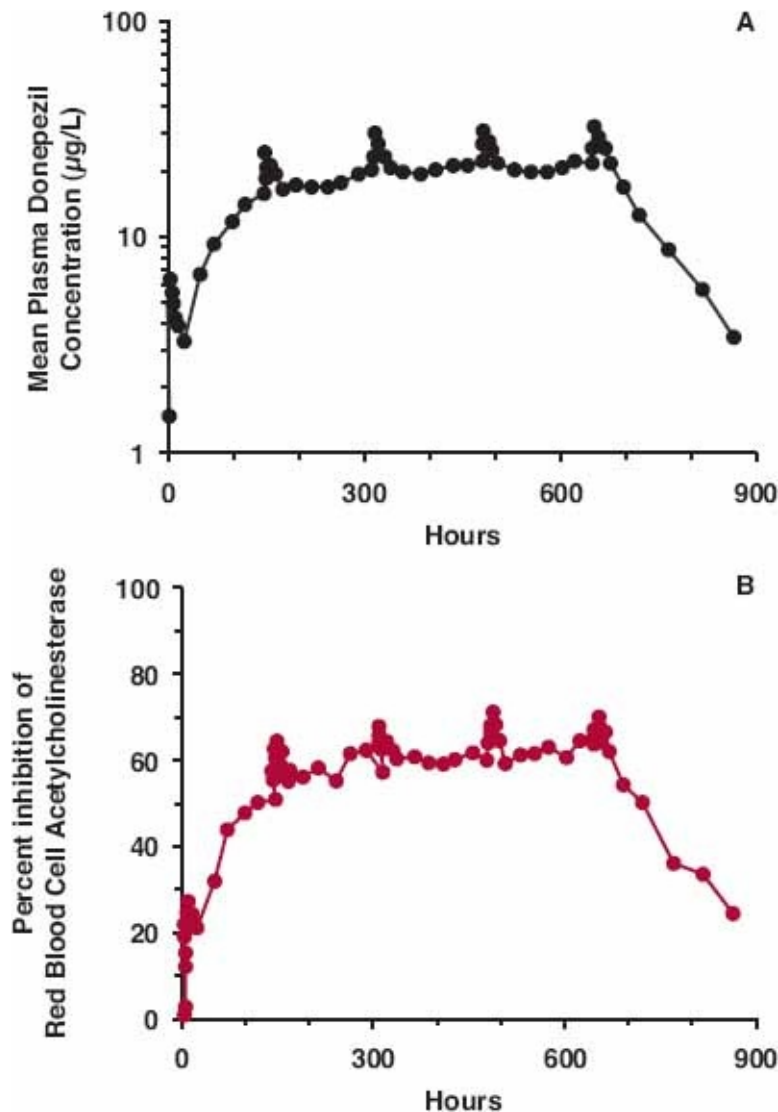 A
100
10
1
Mean Plasma Donepezil
Concentration (µg/L)
0 300 600 900
Hours
B
100
80
60
40
20
0
Percent inhibition of
Red Blood Cell Acetylcholinesterase
0 300 600 900
Hours